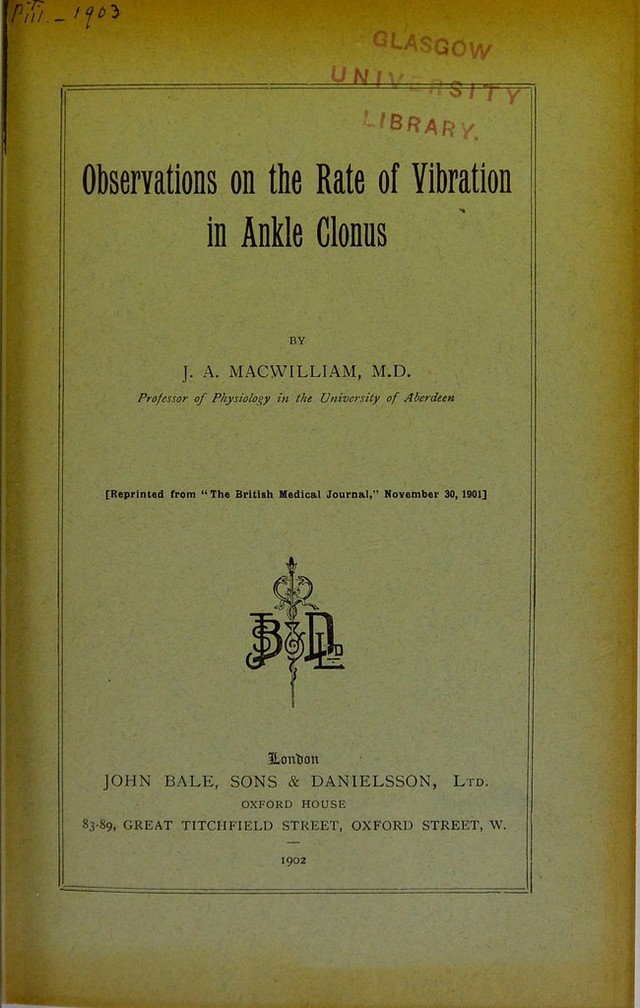 1903
GLASGOW
UNIVERSITY
LIBRARY.
Observations on the Rate of Vibration
in Ankle Clonus
BY
J. A. MACWILLIAM, M.D.
Professor of Physiology in the University of Aberdeen
[Reprinted from "The British Medical Journal," November 30, 1901]
London
JOHN BALE, SONS & DANIELSSON, LTD.
OXFORD HOUSE
83-89, GREAT TITCHFIELD STREET, OXFORD STREET, W.
1902